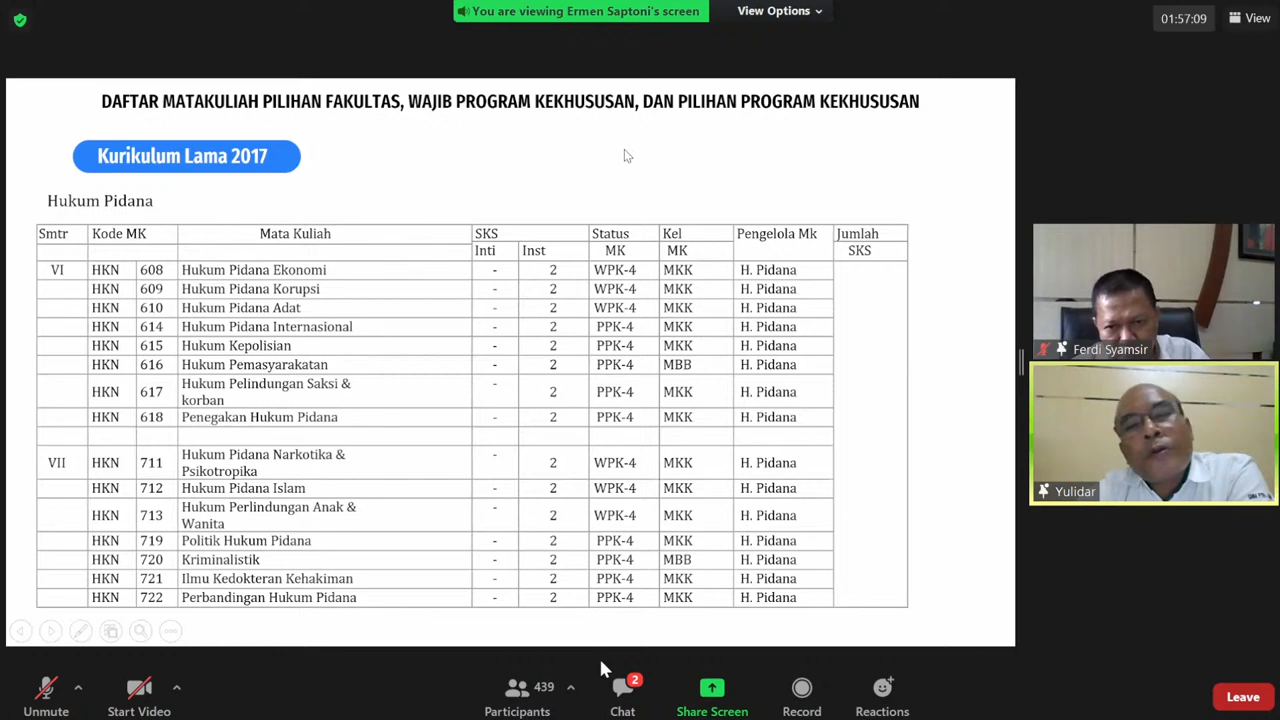 You are viewing Ermen Saptoni's screen
View Options
01:57:09
View
DAFTAR MATAKULIAH PILIHAN FAKULTAS, WAJIB PROGRAM KEKHUSUSAN, DAN PILIHAN PROGRAM KEKHUSUSAN
Kurikulum Lama 2017
Hukum Pidana
Smtr Kode MK Mata Kuliah SKS Status Kel Pengelola Mk Jumlah
Inti Inst MK MK SKS
VI HKN 608 Hukum Pidana Ekonomi - 2 WPK-4 MKK H. Pidana
HKN 609 Hukum Pidana Korupsi - 2 WPK-4 MKK H. Pidana
HKN 610 Hukum Pidana Adat - 2 WPK-4 MKK H. Pidana
HKN 614 Hukum Pidana Internasional - 2 PPK-4 MKK H. Pidana
HKN 615 Hukum Kepolisian - 2 PPK-4 MKK H. Pidana
HKN 616 Hukum Pemasyarakatan - 2 PPK-4 MBB H. Pidana
HKN 617 Hukum Pelindungan Saksi & - 2 PPK-4 MKK H. Pidana
korban
HKN 618 Penegakan Hukum Pidana - 2 PPK-4 MKK H. Pidana
VII HKN 711 Hukum Pidana Narkotika & - 2 WPK-4 MKK H. Pidana
Psikotropika
HKN 712 Hukum Pidana Islam - 2 WPK-4 MKK H. Pidana
HKN 713 Hukum Perlindungan Anak & - 2 WPK-4 MKK H. Pidana
Wanita
HKN 719 Politik Hukum Pidana - 2 PPK-4 MKK H. Pidana
HKN 720 Kriminalistik - 2 PPK-4 MBB H. Pidana
HKN 721 Ilmu Kedokteran Kehakiman - 2 PPK-4 MKK H. Pidana
HKN 722 Perbandingan Hukum Pidana - 2 PPK-4 MKK H. Pidana
Ferdi Syamsir
Yulidar
Unmute
Start Video
439
Participants
2
Chat
Share Screen
Record
Reactions
Leave